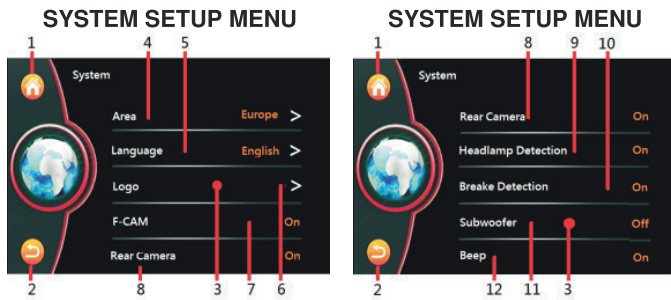 SYSTEM SETUP MENU
1 4 5
System
Area Europe >
Language English >
Logo >
F-CAM On
Rear Camera On
2 8 3 7 6
SYSTEM SETUP MENU
1 8 9 10
System
Rear Camera On
Headlamp Detection On
Breake Detection On
Subwoofer Off
Beep On
2 12 11 3